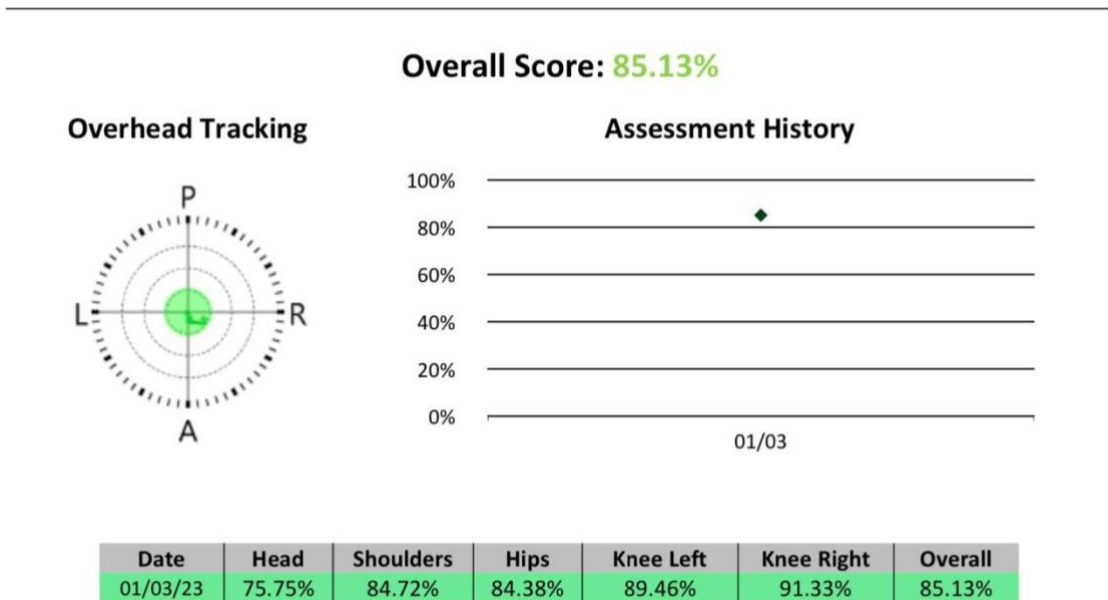 Overall Score: 85.13%
Overhead Tracking
P
L
R
A
Assessment History
100%
80%
60%
40%
20%
0%
01/03
Date Head Shoulders Hips Knee Left Knee Right Overall
01/03/23 75.75% 84.72% 84.38% 89.46% 91.33% 85.13%